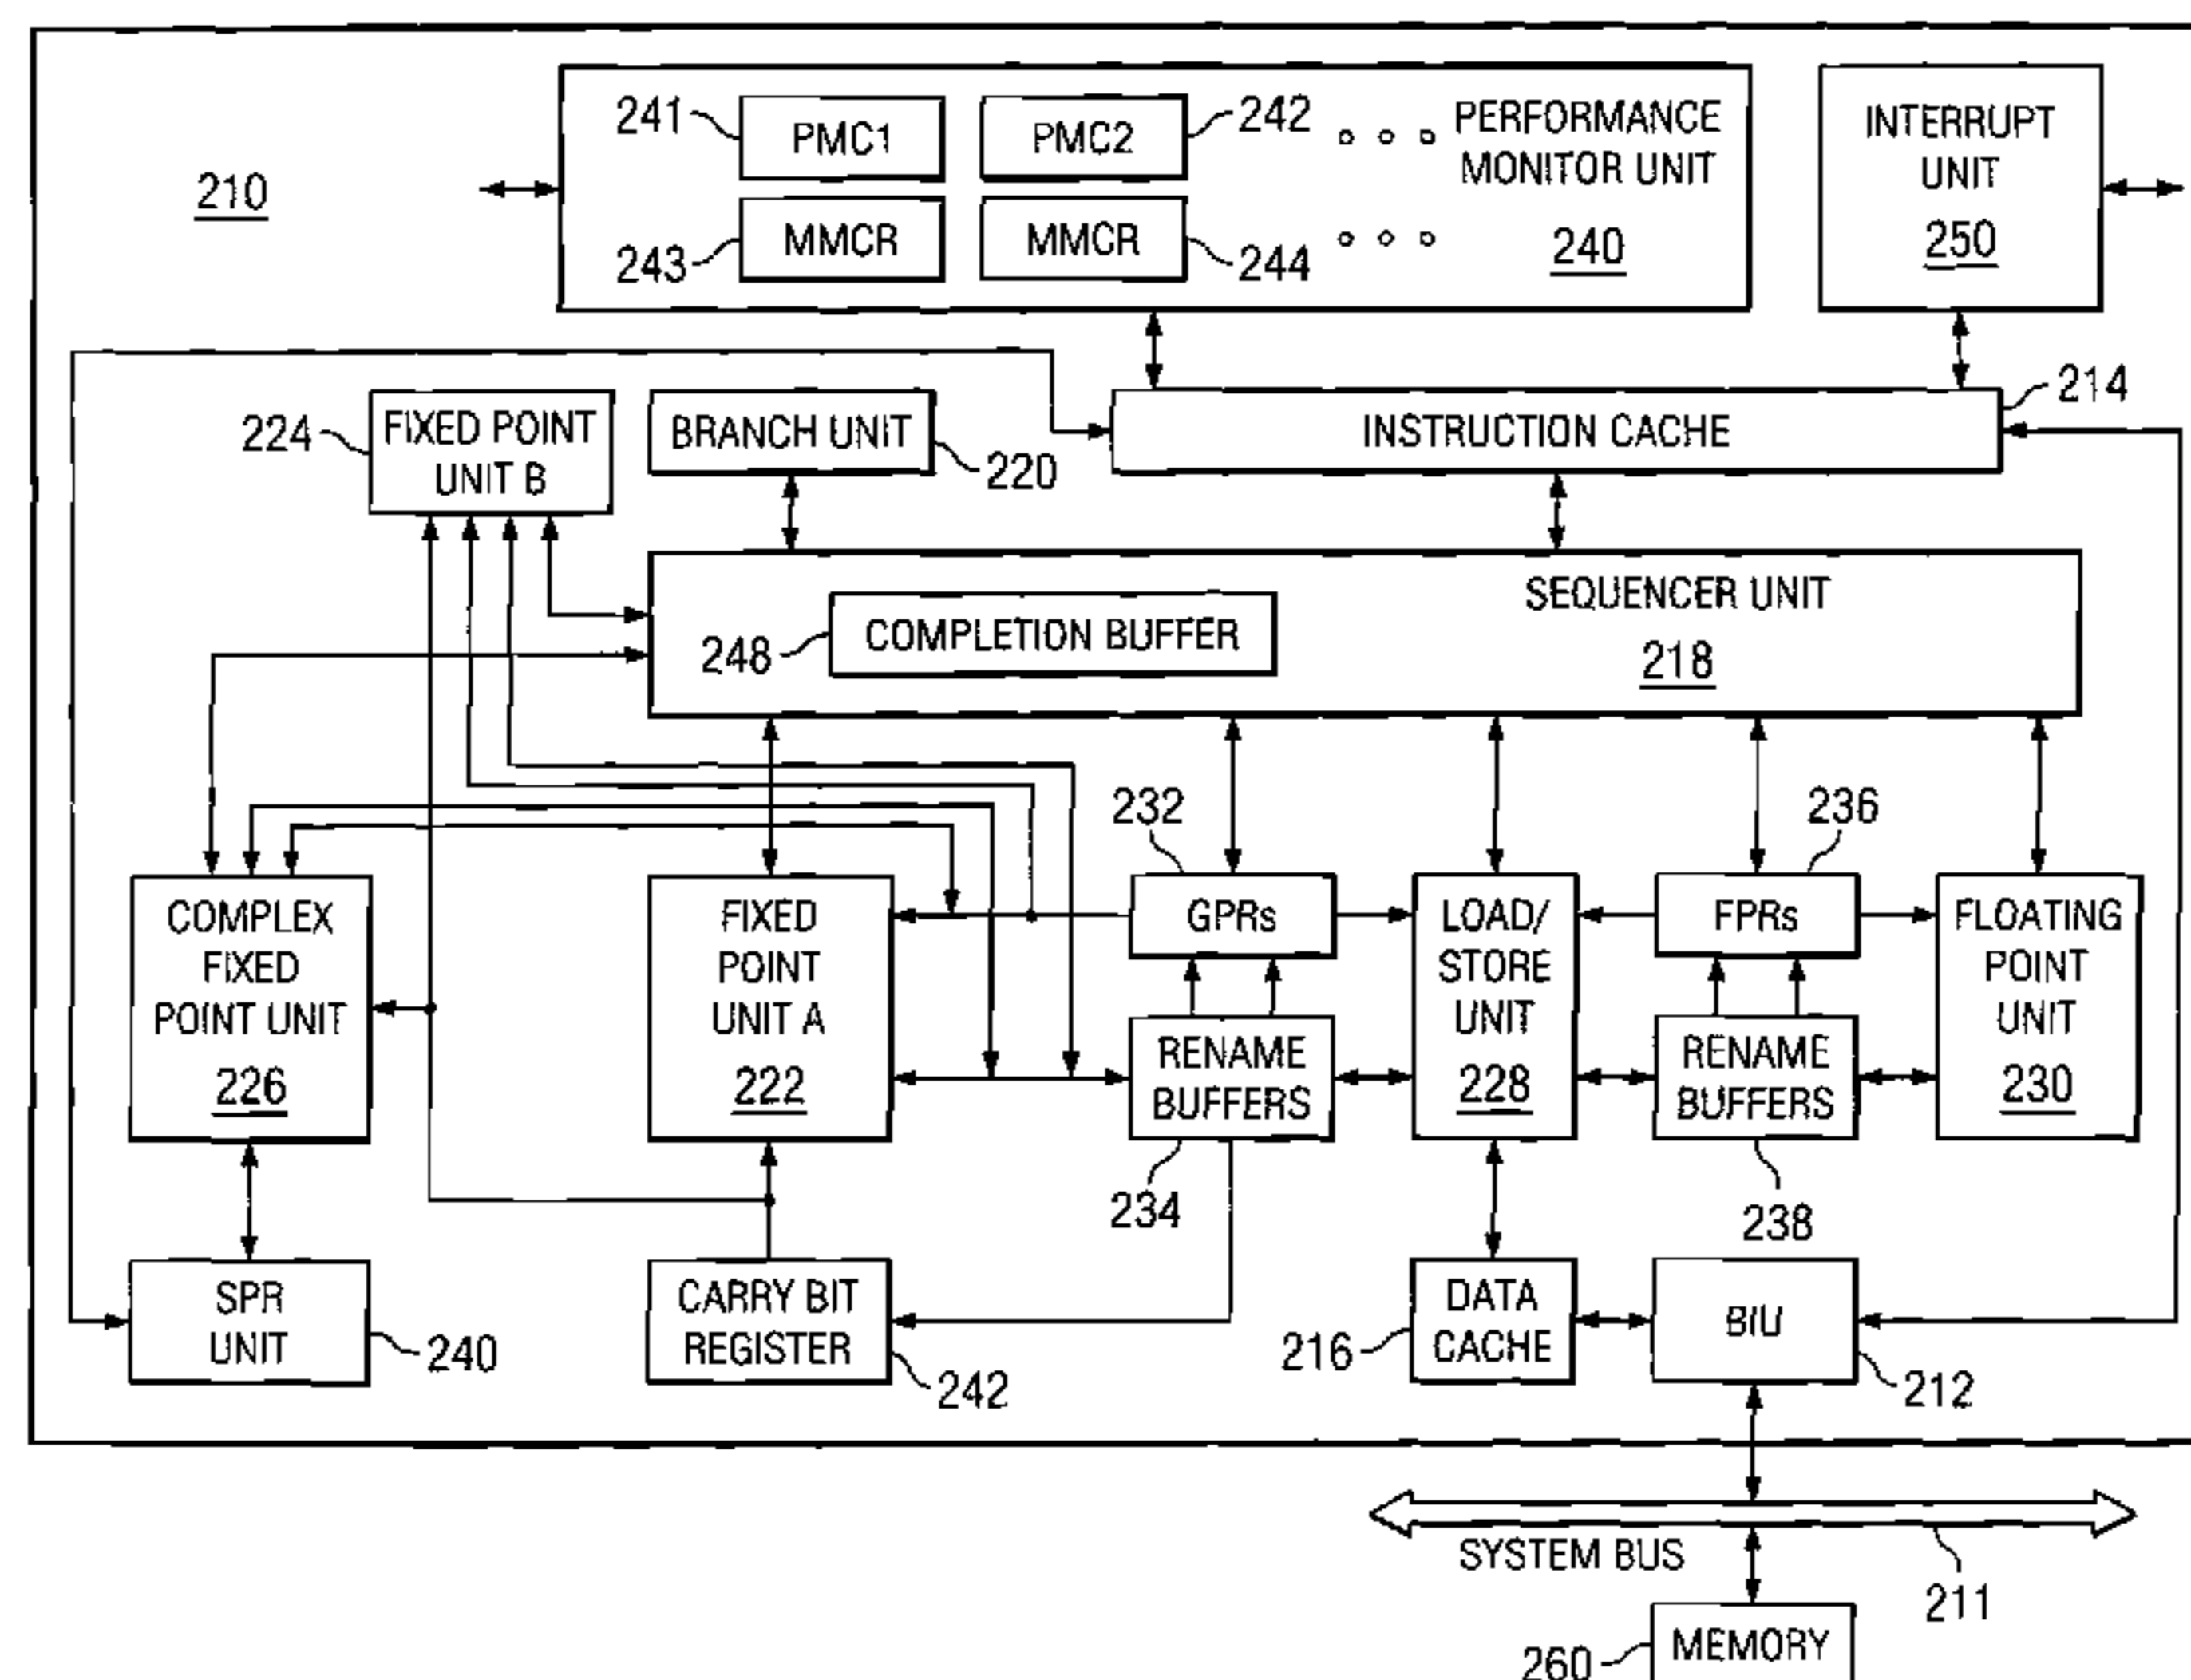 241
PMC1
PMC2
242
PERFORMANCE
MONITOR UNIT
240
243
MMCR
MMCR
244
INTERRUPT
UNIT
250
210
224
FIXED POINT
UNIT B
BRANCH UNIT
220
INSTRUCTION CACHE
214
248
COMPLETION BUFFER
SEQUENCER UNIT
218
232
236
COMPLEX
FIXED
POINT UNIT
226
FIXED
POINT
UNIT A
222
GPRs
LOAD/
STORE
UNIT
228
FPRs
FLOATING
POINT
UNIT
230
RENAME
BUFFERS
234
RENAME
BUFFERS
238
SPR
UNIT
240
CARRY BIT
REGISTER
242
216
DATA
CACHE
BIU
212
SYSTEM BUS
211
260
MEMORY